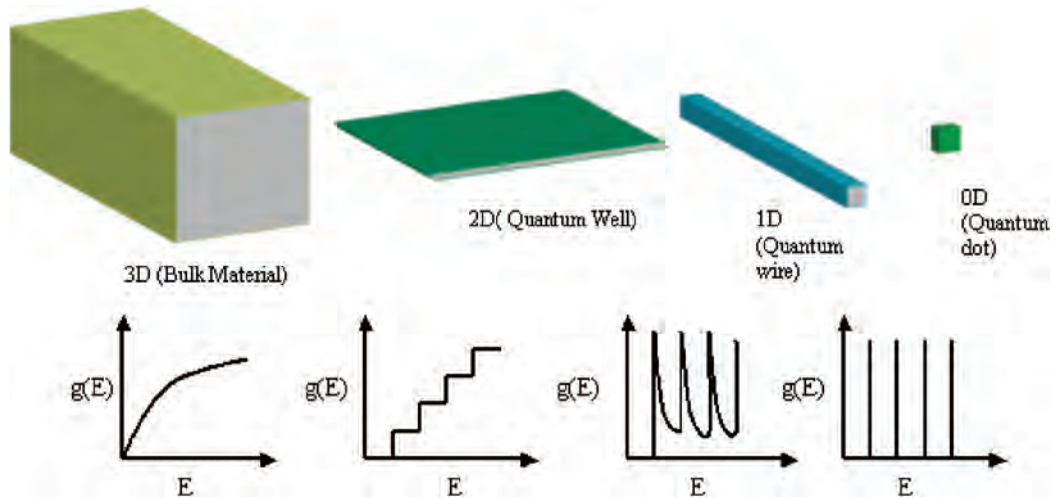 3D (Bulk Material)
2D( Quantum Well)
1D
(Quantum
wire)
0D
(Quantum
dot)
g(E)
E
g(E)
E
g(E)
E
g(E)
E